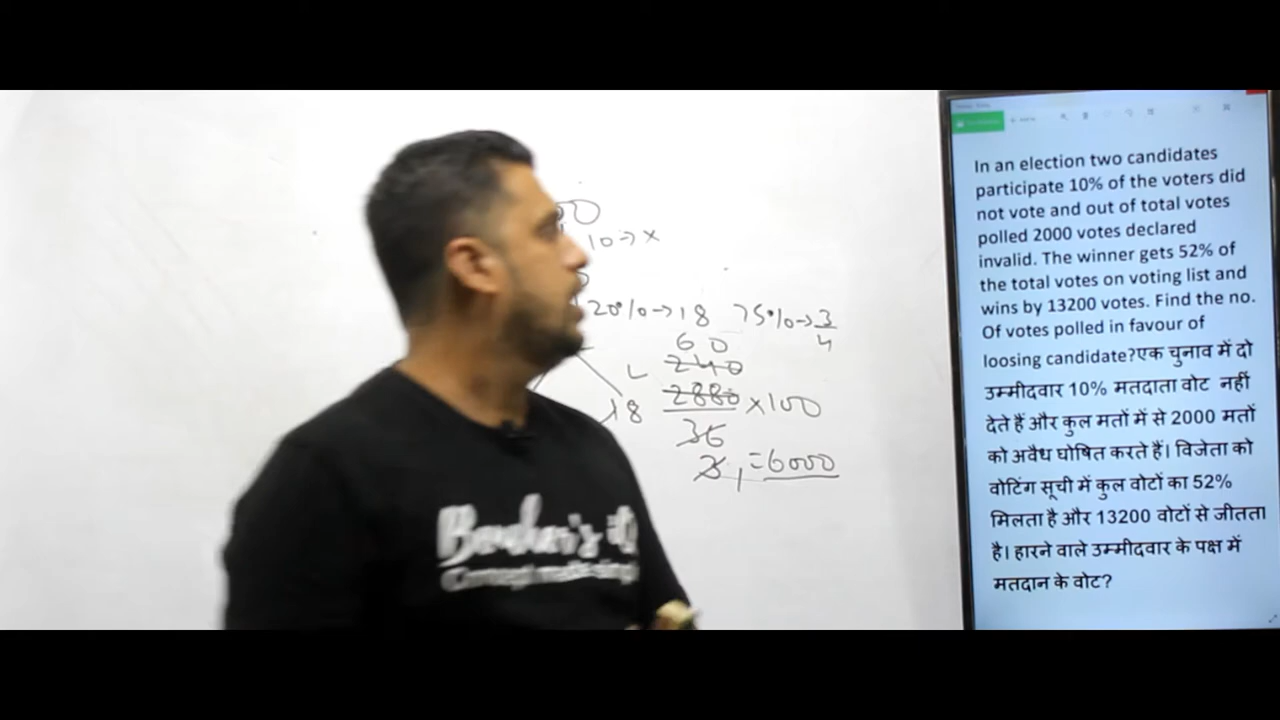 10→x
20%→18 75%→3/4
60
240
2880
18
×100
36
=6000
In an election two candidates
participate 10% of the voters did
not vote and out of total votes
polled 2000 votes declared
invalid. The winner gets 52% of
the total votes on voting list and
wins by 13200 votes. Find the no.
Of votes polled in favour of
loosing candidate?एक चुनाव में दो
उम्मीदवार 10% मतदाता वोट नहीं
देते हैं और कुल मतों में से 2000 मतों
को अवैध घोषित करते हैं। विजेता को
वोटिंग सूची में कुल वोटों का 52%
मिलता है और 13200 वोटों से जीतता
है। हारने वाले उम्मीदवार के पक्ष में
मतदान के वोट?